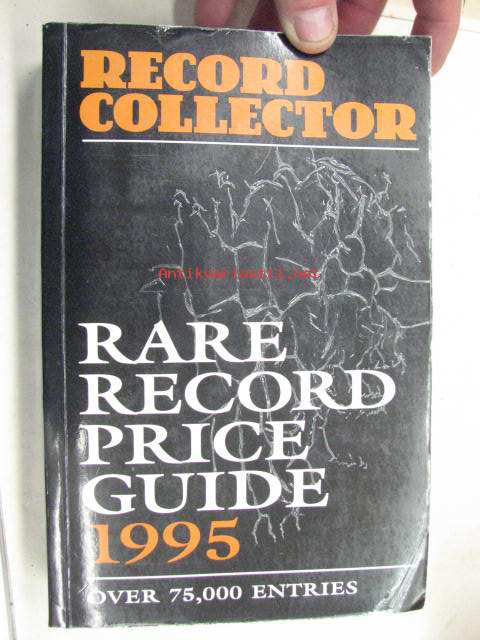 RECORD
COLLECTOR
Antikvariaatti.net
RARE
RECORD
PRICE
GUIDE
1995
OVER 75,000 ENTRIES